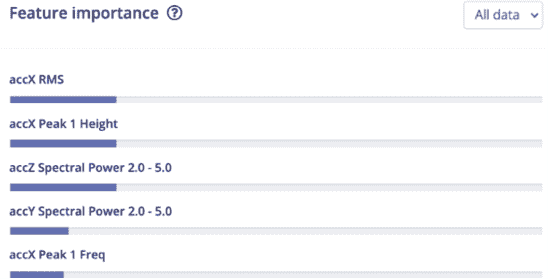 Feature importance ?
All data
accX RMS
accX Peak 1 Height
accZ Spectral Power 2.0 - 5.0
accY Spectral Power 2.0 - 5.0
accX Peak 1 Freq